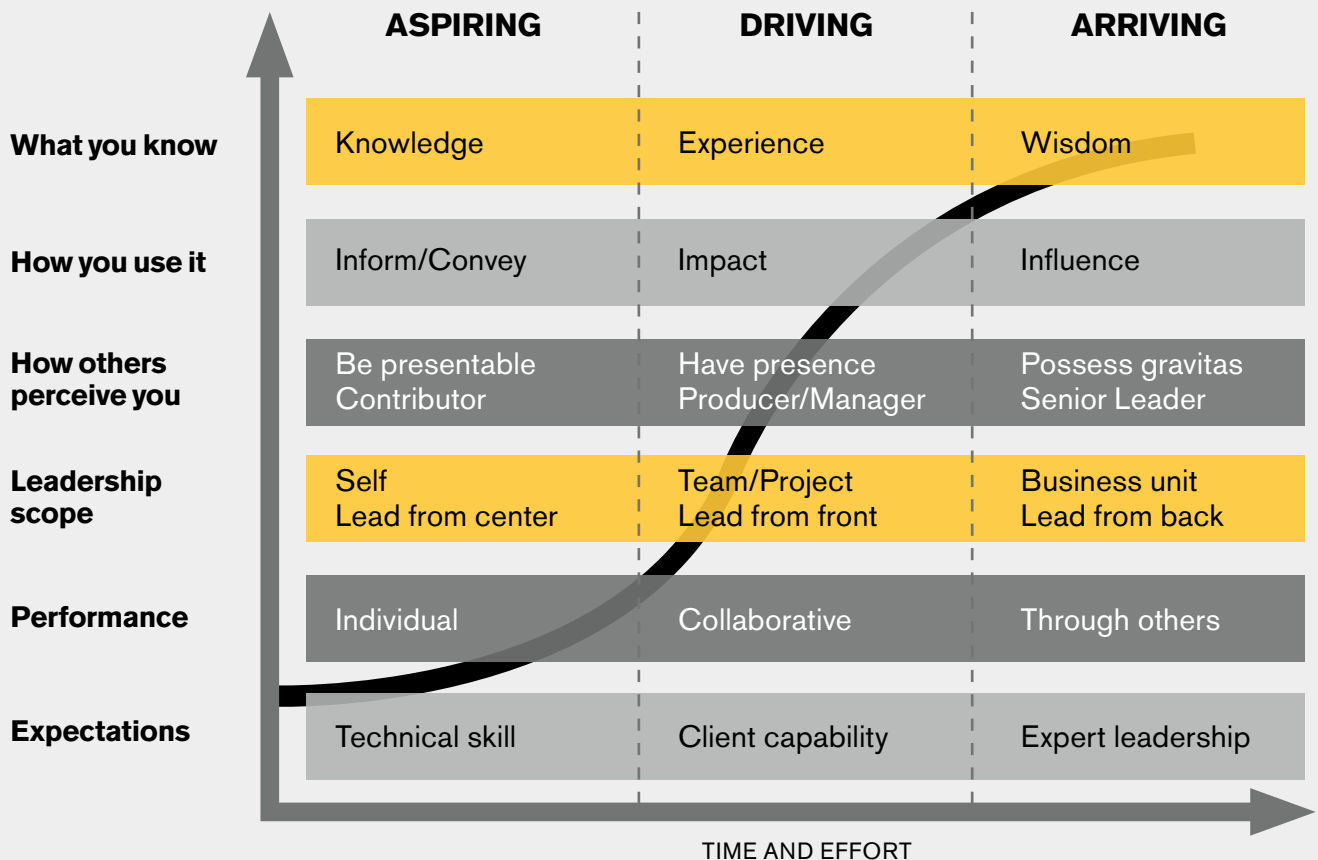 ASPIRING DRIVING ARRIVING
What you know Knowledge Experience Wisdom
How you use it Inform/Convey Impact Influence
How others
perceive you
Be presentable
Contributor
Have presence
Producer/Manager
Possess gravitas
Senior Leader
Leadership
scope
Self
Lead from center
Team/Project
Lead from front
Business unit
Lead from back
Performance Individual Collaborative Through others
Expectations Technical skill Client capability Expert leadership
TIME AND EFFORT